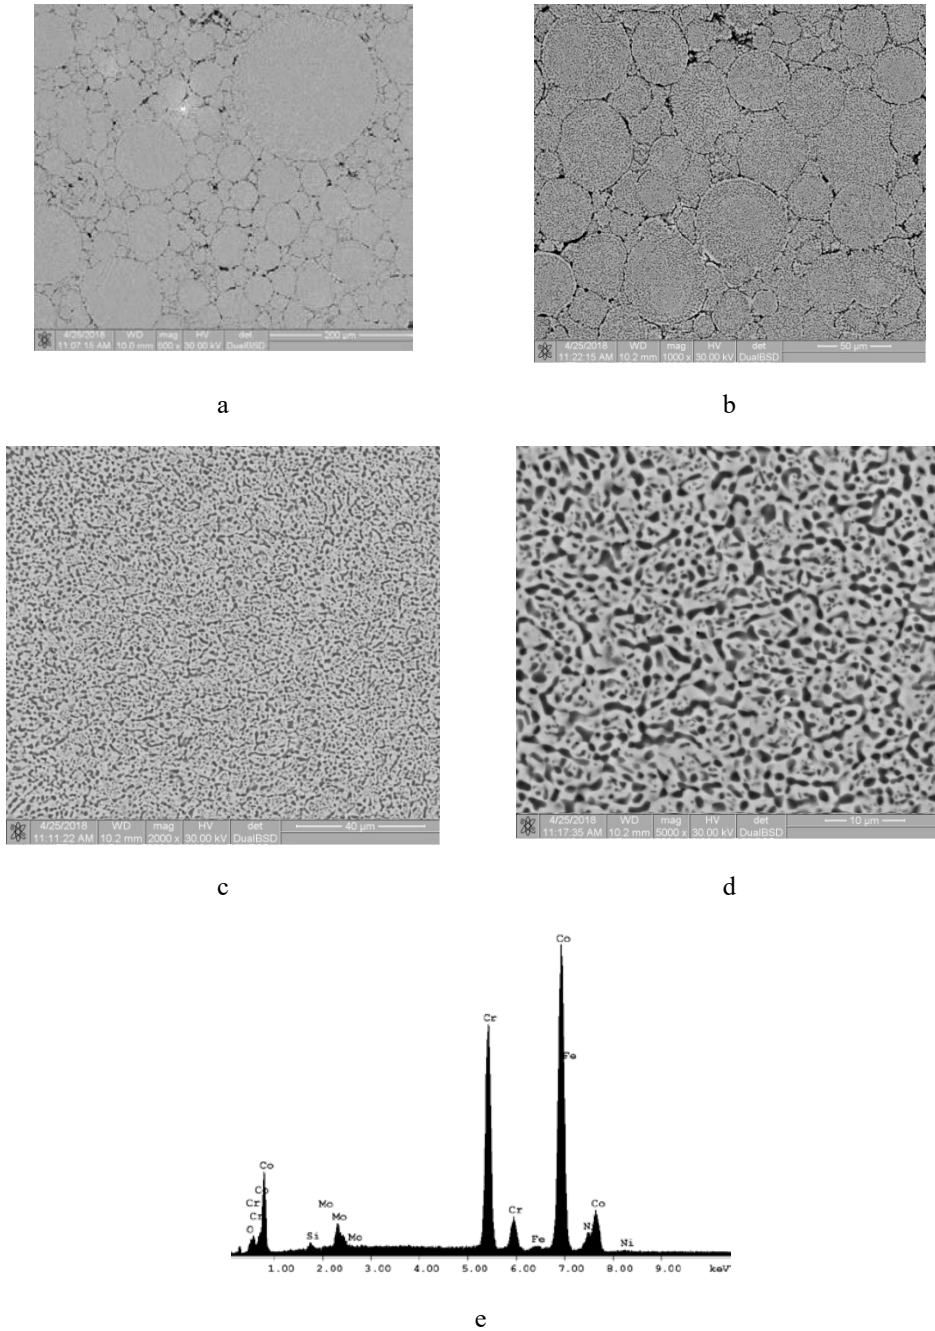 4/25/2018 WD mag HV det 200 µm
11:07:15 AM 10.0 mm 500 x 30.00 kV DualBSD
4/25/2018 WD mag HV det 50 µm
11:22:15 AM 10.2 mm 1000 x 30.00 kV DualBSD
a
b
4/25/2018 WD mag HV det 40 µm
11:11:22 AM 10.2 mm 2000 x 30.00 kV DualBSD
4/25/2018 WD mag HV det 10 µm
11:17:35 AM 10.2 mm 5000 x 30.00 kV DualBSD
c
d
Co
Cr
Fe
Co
Co
Cr
Cr
O
Mo
Mo
Mo
Si
Cr
Fe
Co
Ni
Ni
1.00 2.00 3.00 4.00 5.00 6.00 7.00 8.00 9.00 keV
e